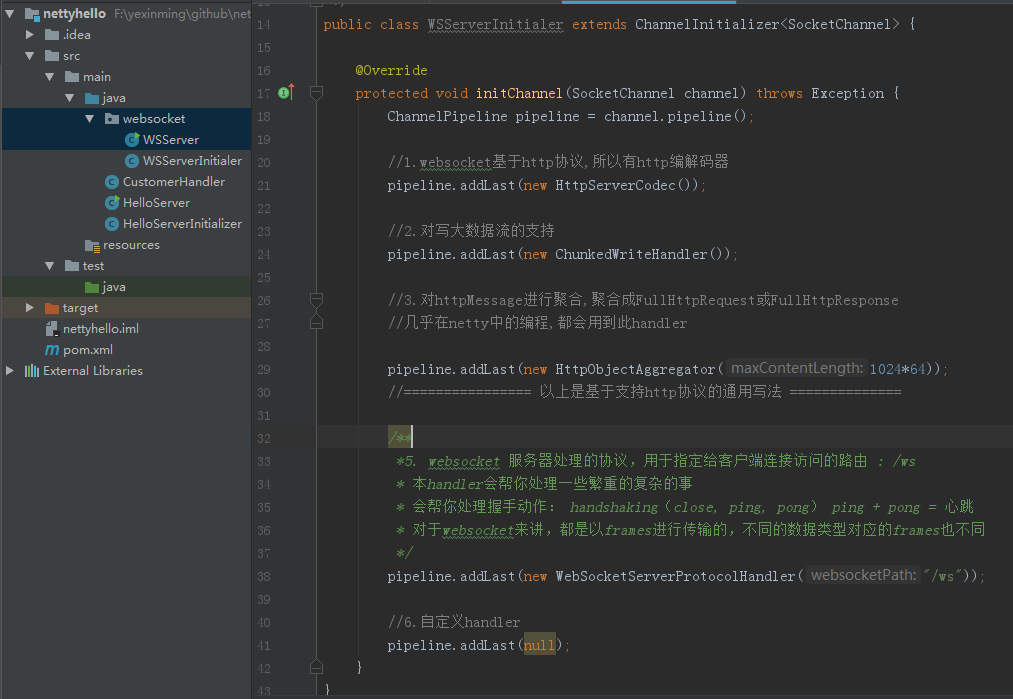 nettyhello F:\yexinming\github\net
.idea
src
main
java
websocket
WSServer
WSServerInitialer
CustomerHandler
HelloServer
HelloServerInitializer
resources
test
java
target
nettyhello.iml
pom.xml
External Libraries
14 public class WSServerInitialer extends ChannelInitializer<SocketChannel> {
15
16 @Override
17 protected void initChannel(SocketChannel channel) throws Exception {
18 ChannelPipeline pipeline = channel.pipeline();
19
20 //1.websocket基于http协议,所以有http编解码器
21 pipeline.addLast(new HttpServerCodec());
22
23 //2.对写大数据流的支持
24 pipeline.addLast(new ChunkedWriteHandler());
25
26 //3.对httpMessage进行聚合,聚合成FullHttpRequest或FullHttpResponse
27 //几乎在netty中的编程,都会用到此handler
28
29 pipeline.addLast(new HttpObjectAggregator( maxContentLength: 1024*64));
30 //================ 以上是基于支持http协议的通用写法 ==============
31
32 /**
33 *5. websocket 服务器处理的协议，用于指定给客户端连接访问的路由 : /ws
34 * 本handler会帮你处理一些繁重的复杂的事
35 * 会帮你处理握手动作： handshaking（close, ping, pong） ping + pong = 心跳
36 * 对于websocket来讲，都是以frames进行传输的，不同的数据类型对应的frames也不同
37 */
38 pipeline.addLast(new WebSocketServerProtocolHandler( websocketPath: "/ws"));
39
40 //6.自定义handler
41 pipeline.addLast(null);
42 }
43 }